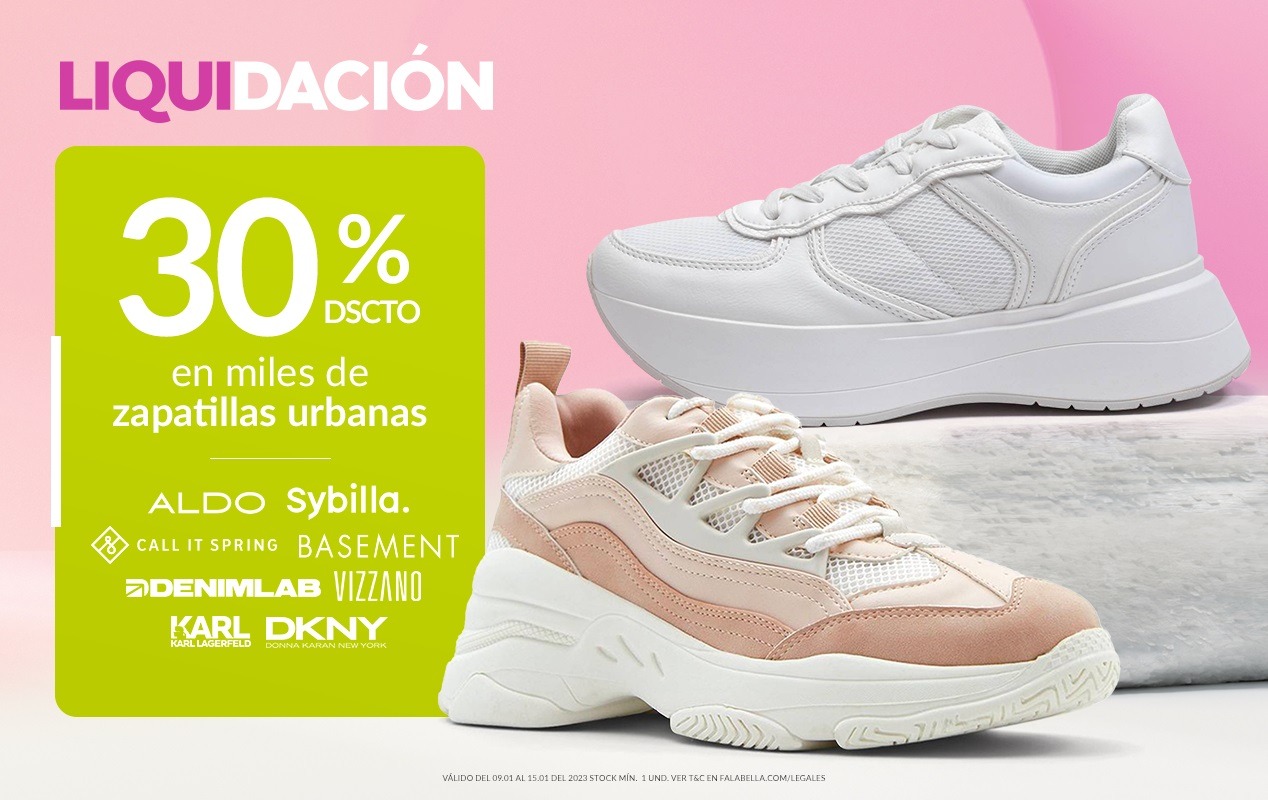 LIQUIDACIÓN
30%
DSCTO
en miles de
zapatillas urbanas
ALDO Sybilla.
CALL IT SPRING BASEMENT
DENIMLAB VIZZANO
KARL DKNY
KARL LAGERFELD DONNA KARAN NEW YORK
VÁLIDO DEL 09.01 AL 15.01 DEL 2023 STOCK MÍN. 1 UND. VER T&C EN FALABELLA.COM/LEGALES